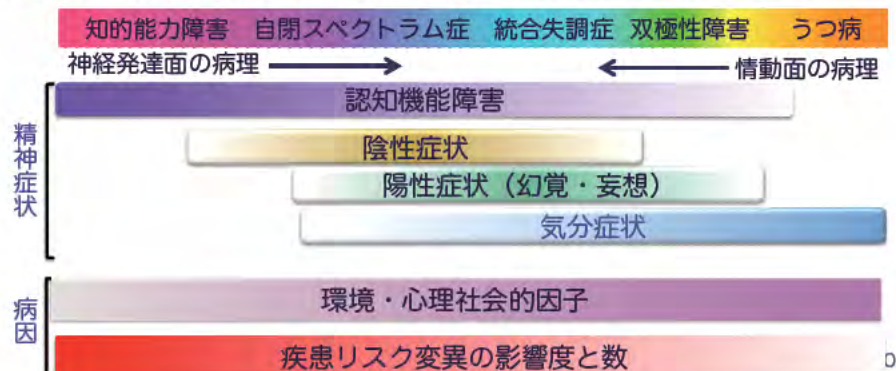 知的能力障害 自閉スペクトラム症 統合失調症 双極性障害 うつ病
神経発達面の病理 情動面の病理
精神症状
認知機能障害
陰性症状
陽性症状（幻覚・妄想）
気分症状
病因
環境・心理社会的因子
疾患リスク変異の影響度と数